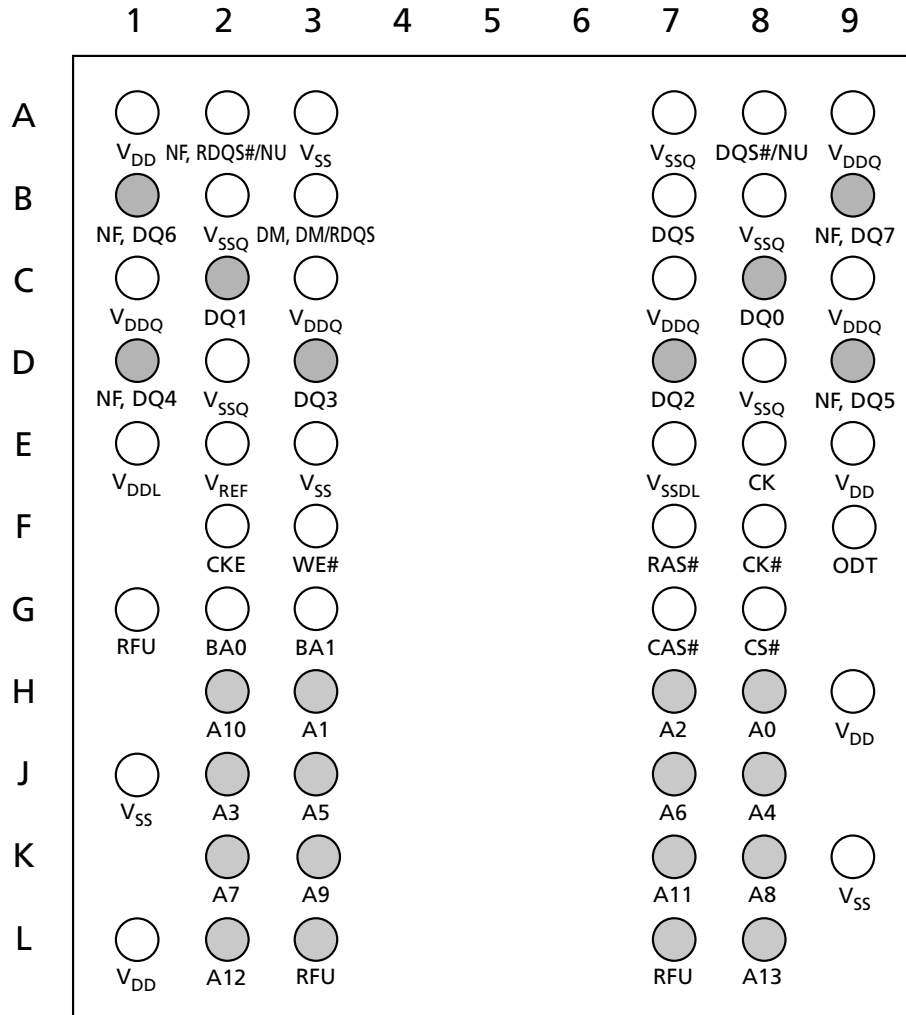 1 2 3 4 5 6 7 8 9
A
V_DD NF, RDQS#/NU V_SS V_SSQ DQS#/NU V_DDQ
B
NF, DQ6 V_SSQ DM, DM/RDQS DQS V_SSQ NF, DQ7
C
V_DDQ DQ1 V_DDQ V_DDQ DQ0 V_DDQ
D
NF, DQ4 V_SSQ DQ3 DQ2 V_SSQ NF, DQ5
E
V_DDL V_REF V_SS V_SSDL CK V_DD
F
CKE WE# RAS# CK# ODT
G
RFU BA0 BA1 CAS# CS#
H
A10 A1 A2 A0 V_DD
J
V_SS A3 A5 A6 A4
K
A7 A9 A11 A8 V_SS
L
V_DD A12 RFU RFU A13